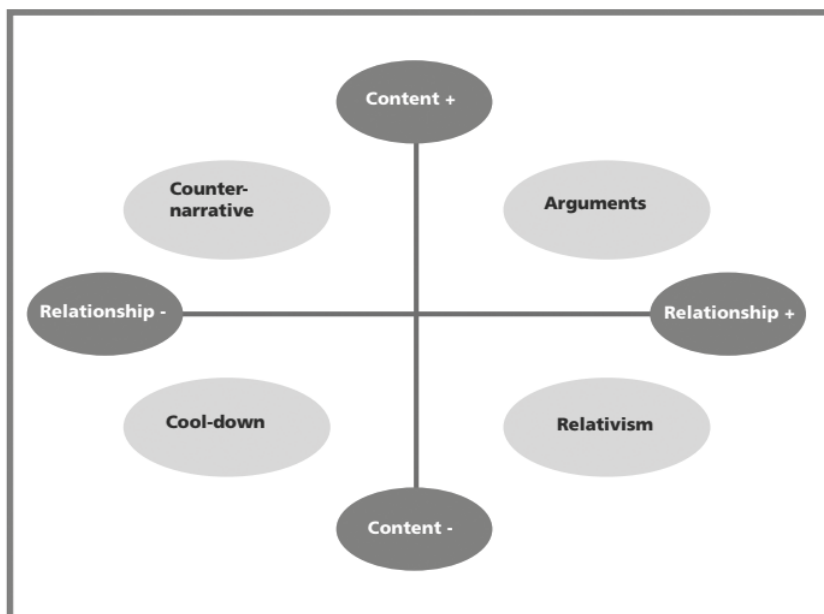 Content +
Counter-
narrative
Arguments
Relationship -
Relationship +
Cool-down
Relativism
Content -